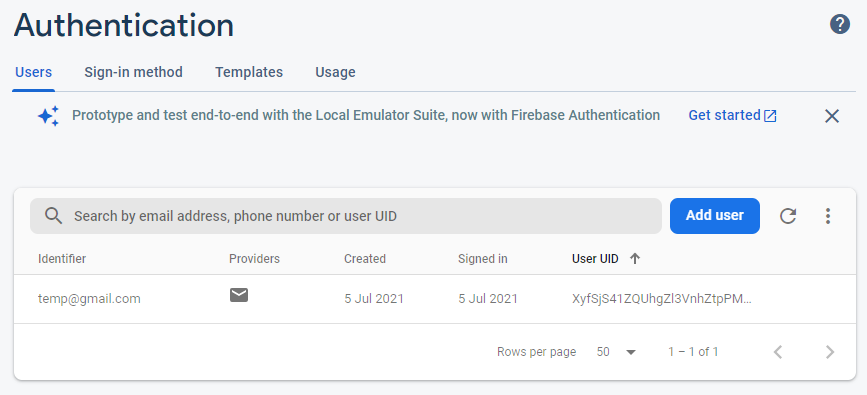 Authentication
Users Sign-in method Templates Usage
Prototype and test end-to-end with the Local Emulator Suite, now with Firebase Authentication Get started
Search by email address, phone number or user UID Add user
Identifier Providers Created Signed in User UID
temp@gmail.com 5 Jul 2021 5 Jul 2021 XyfSjS41ZQUhgZl3VnhZtpPM...
Rows per page 50 1 – 1 of 1